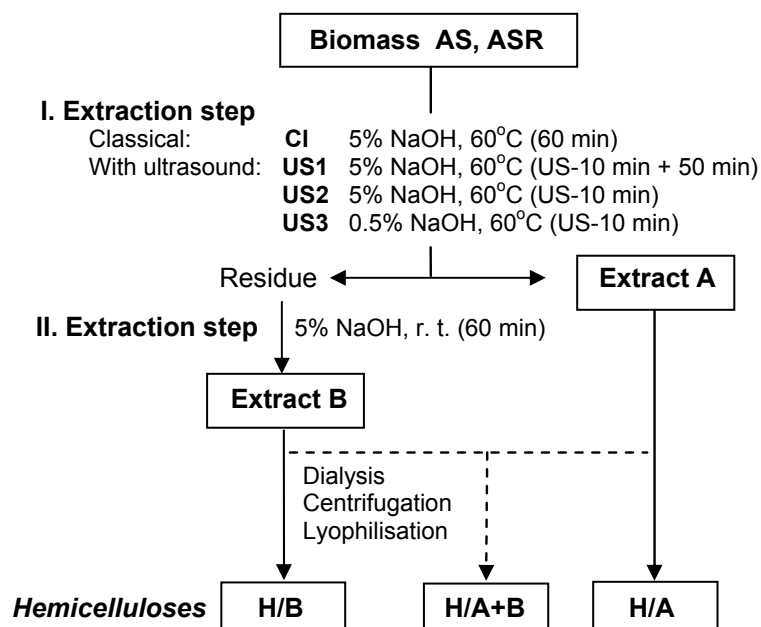 Biomass AS, ASR
I. Extraction step
Classical: Cl 5% NaOH, 60°C (60 min)
With ultrasound: US1 5% NaOH, 60°C (US-10 min + 50 min)
US2 5% NaOH, 60°C (US-10 min)
US3 0.5% NaOH, 60°C (US-10 min)
Residue
Extract A
II. Extraction step 5% NaOH, r. t. (60 min)
Extract B
Dialysis
Centrifugation
Lyophilisation
Hemicelluloses H/B H/A+B H/A